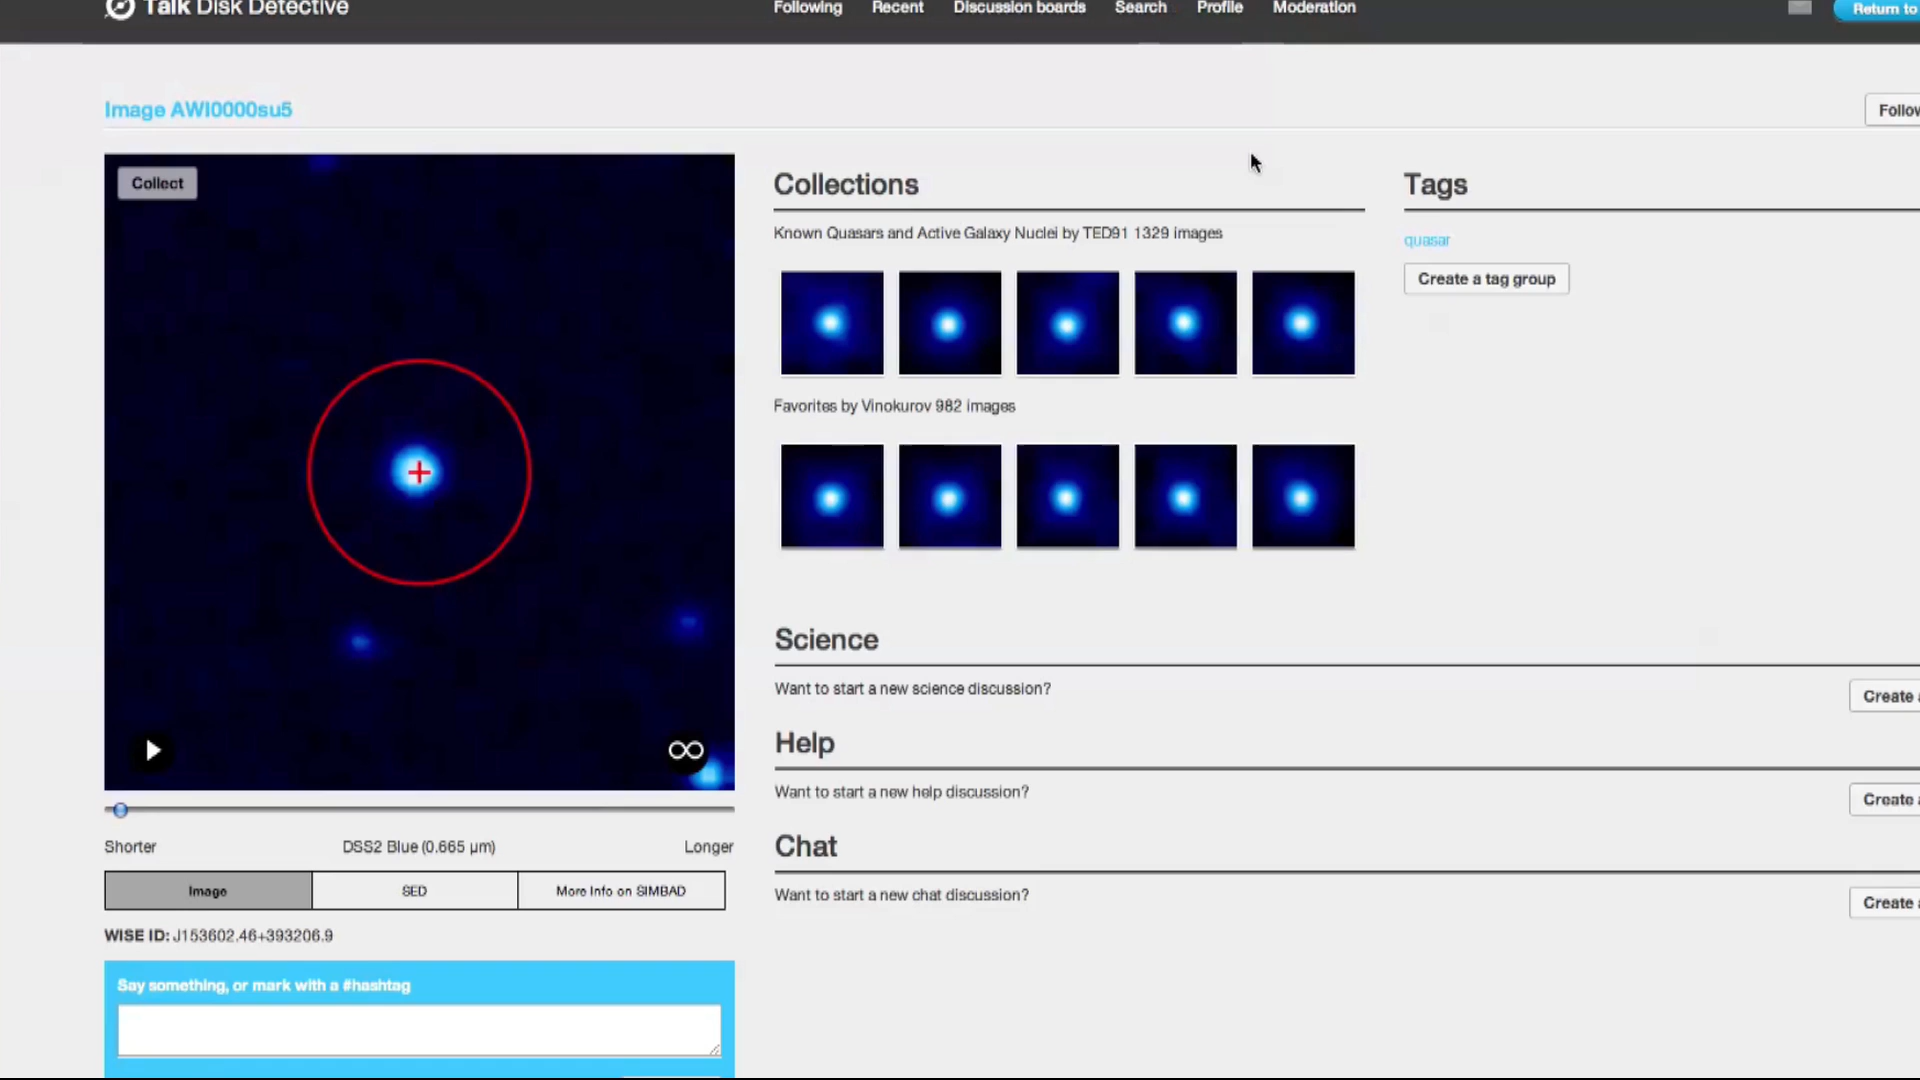 Talk Disk Detective
Following Recent Discussion boards Search Profile Moderation
Return to
Image AWI0000su5
Follow
Collect
Collections
Known Quasars and Active Galaxy Nuclei by TED91 1329 images
Favorites by Vinokurov 982 images
Tags
quasar
Create a tag group
Science
Want to start a new science discussion?
Create a
Help
Want to start a new help discussion?
Create a
Chat
Want to start a new chat discussion?
Create a
Shorter DSS2 Blue (0.665 µm) Longer
Image SED More Info on SIMBAD
WISE ID: J153602.46+393206.9
Say something, or mark with a #hashtag